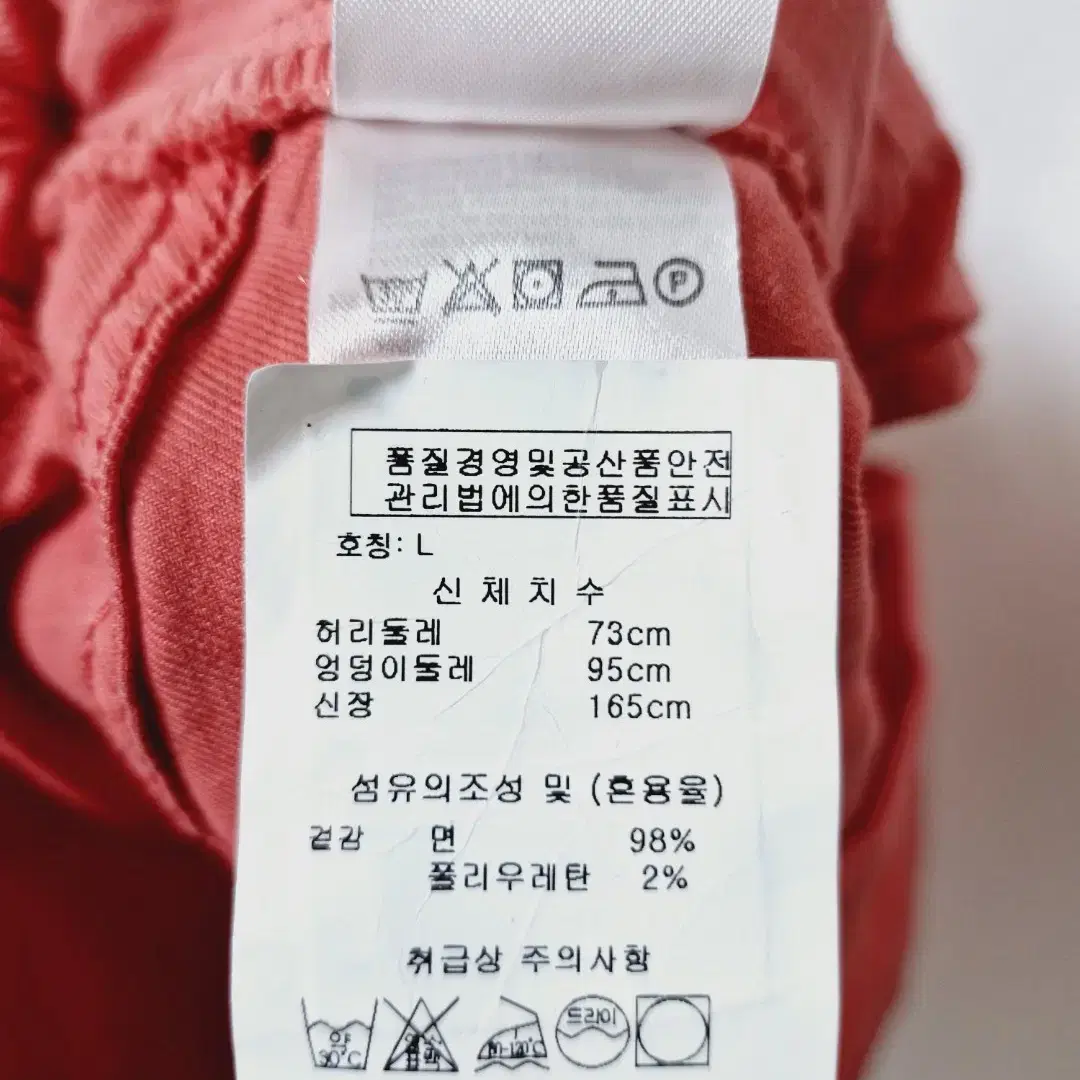 P
품질경영및공산품안전
관리법에의한품질표시
호칭: L
신 체 치 수
허리둘레 73cm
엉덩이둘레 95cm
신장 165cm
섬유의조성 및 (혼용율)
겉감 면 98%
폴리우레탄 2%
취급상 주의사항
약 드라이
30°C 80-120°C